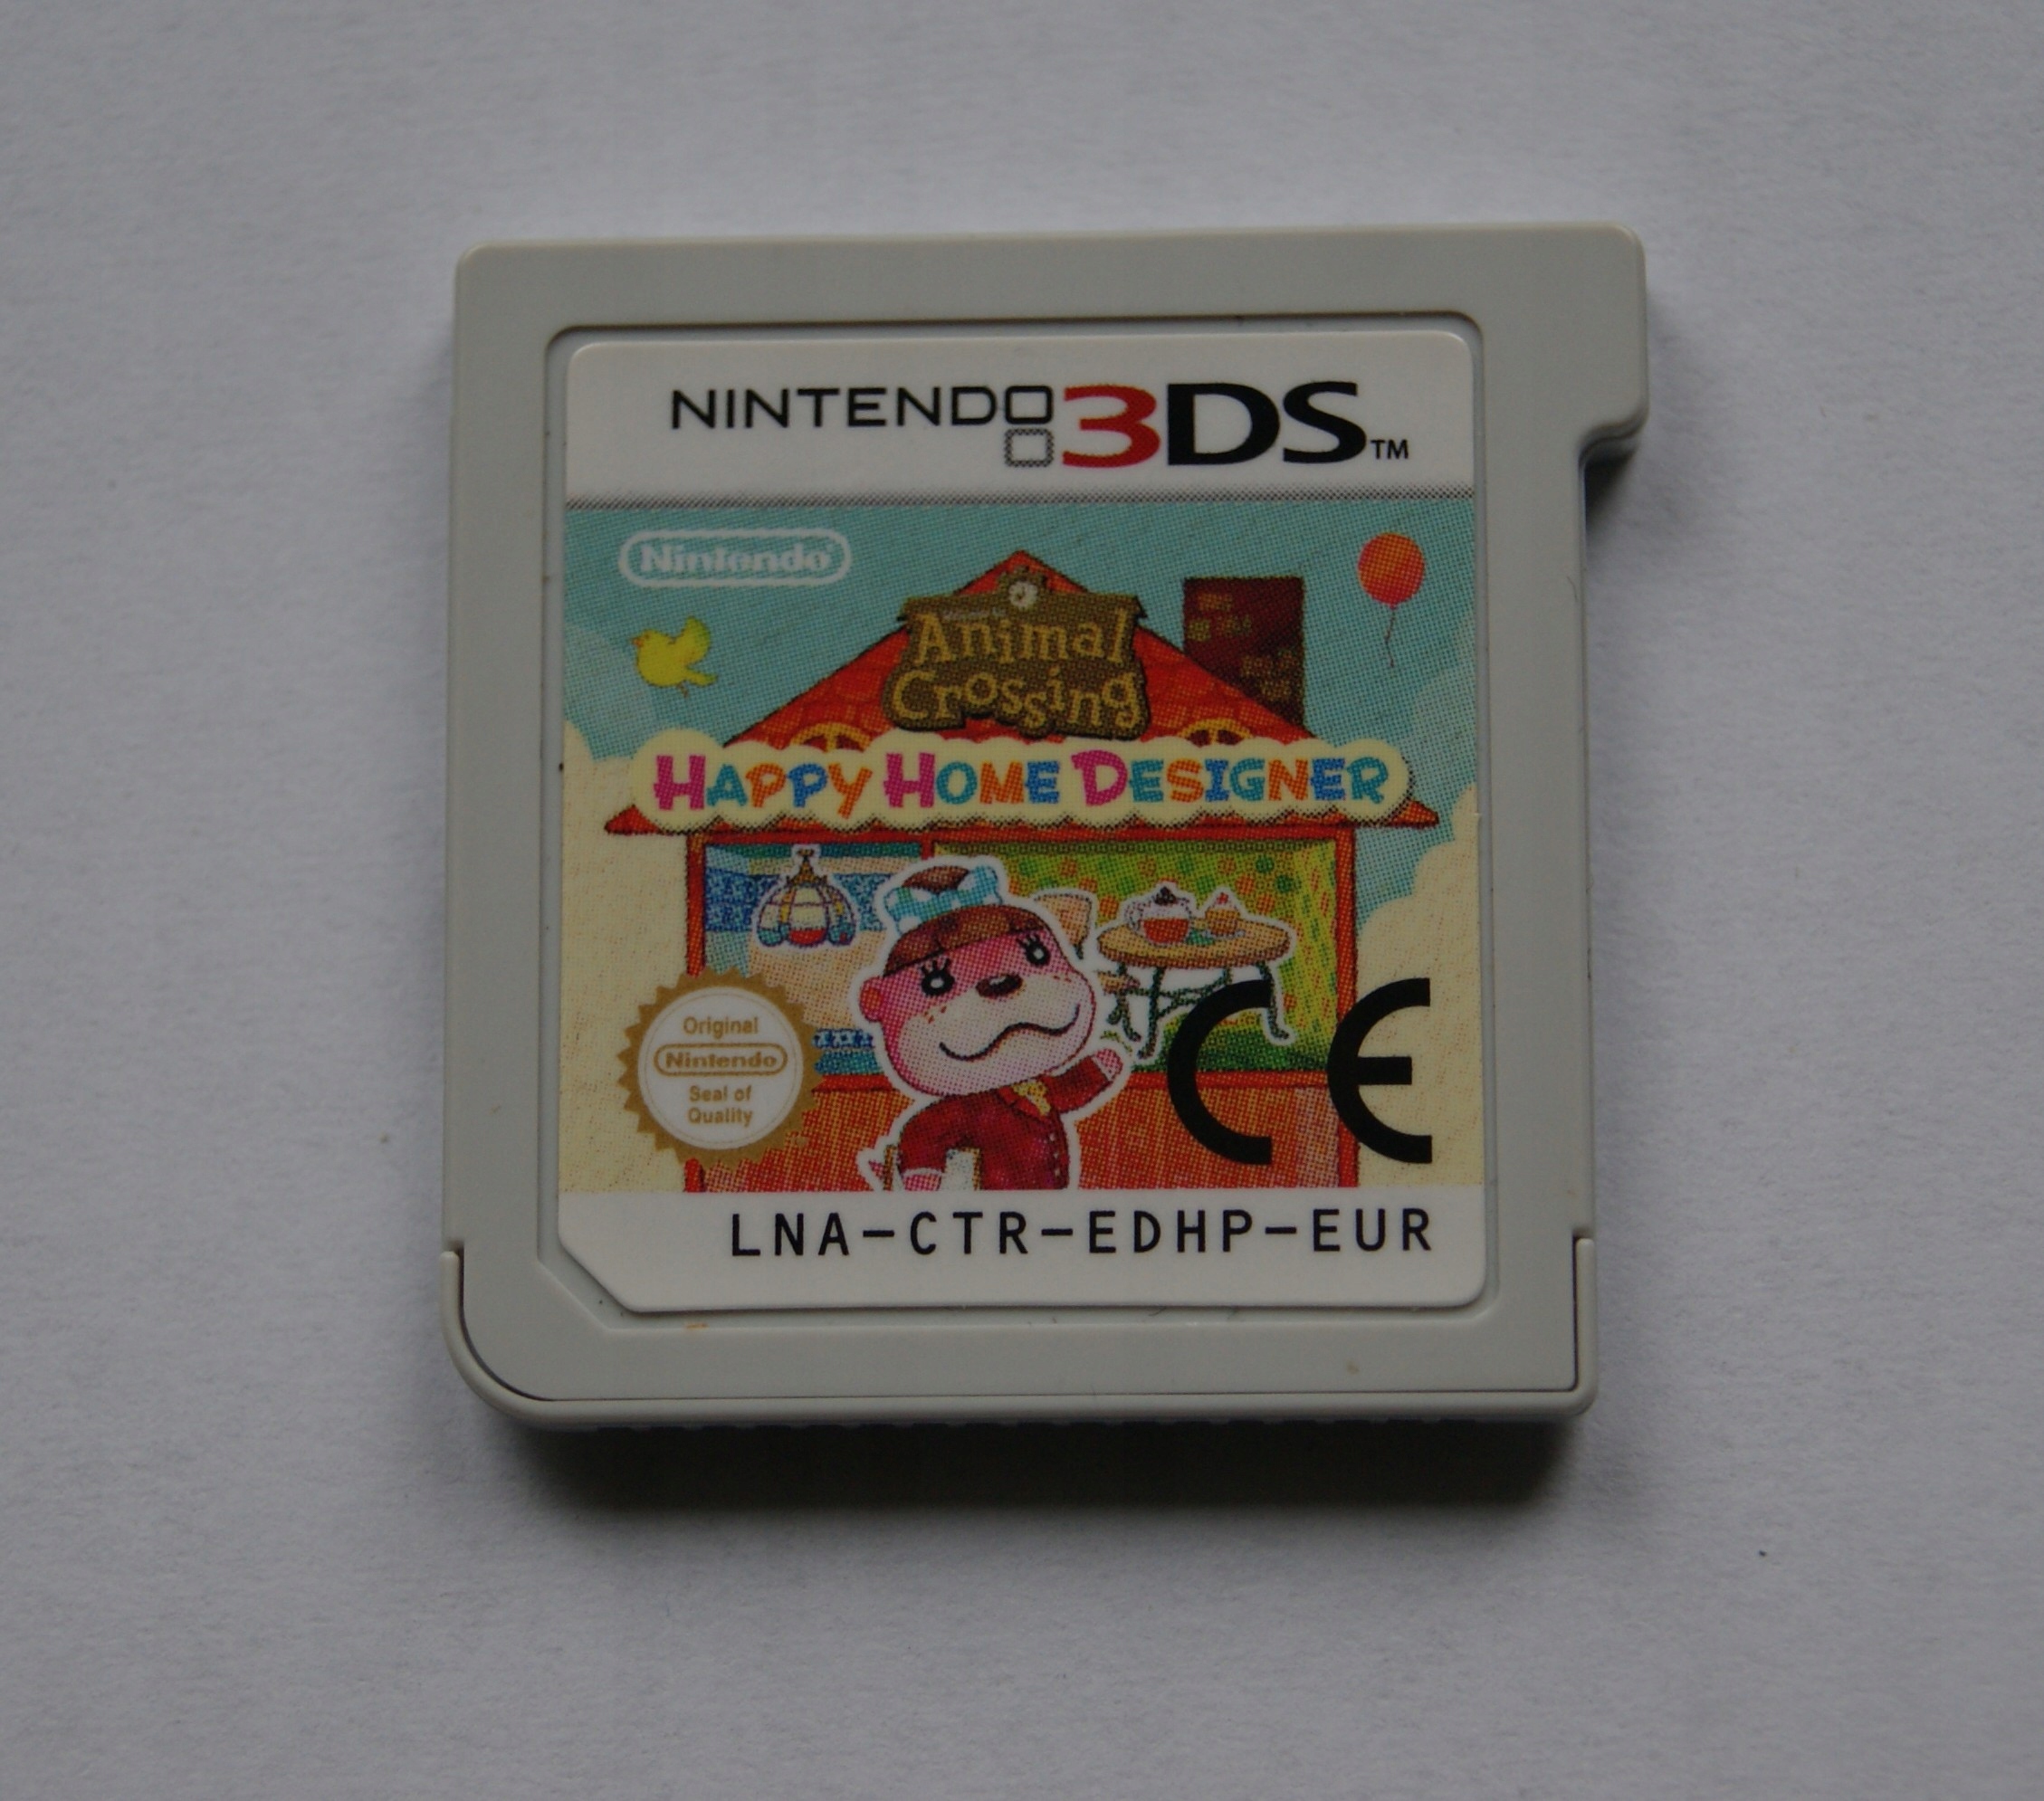 NINTENDO 3DS™
Nintendo
Animal
Crossing
HAPPY HOME DESIGNER
Original
Nintendo
Seal of
Quality
CE
LNA-CTR-EDHP-EUR